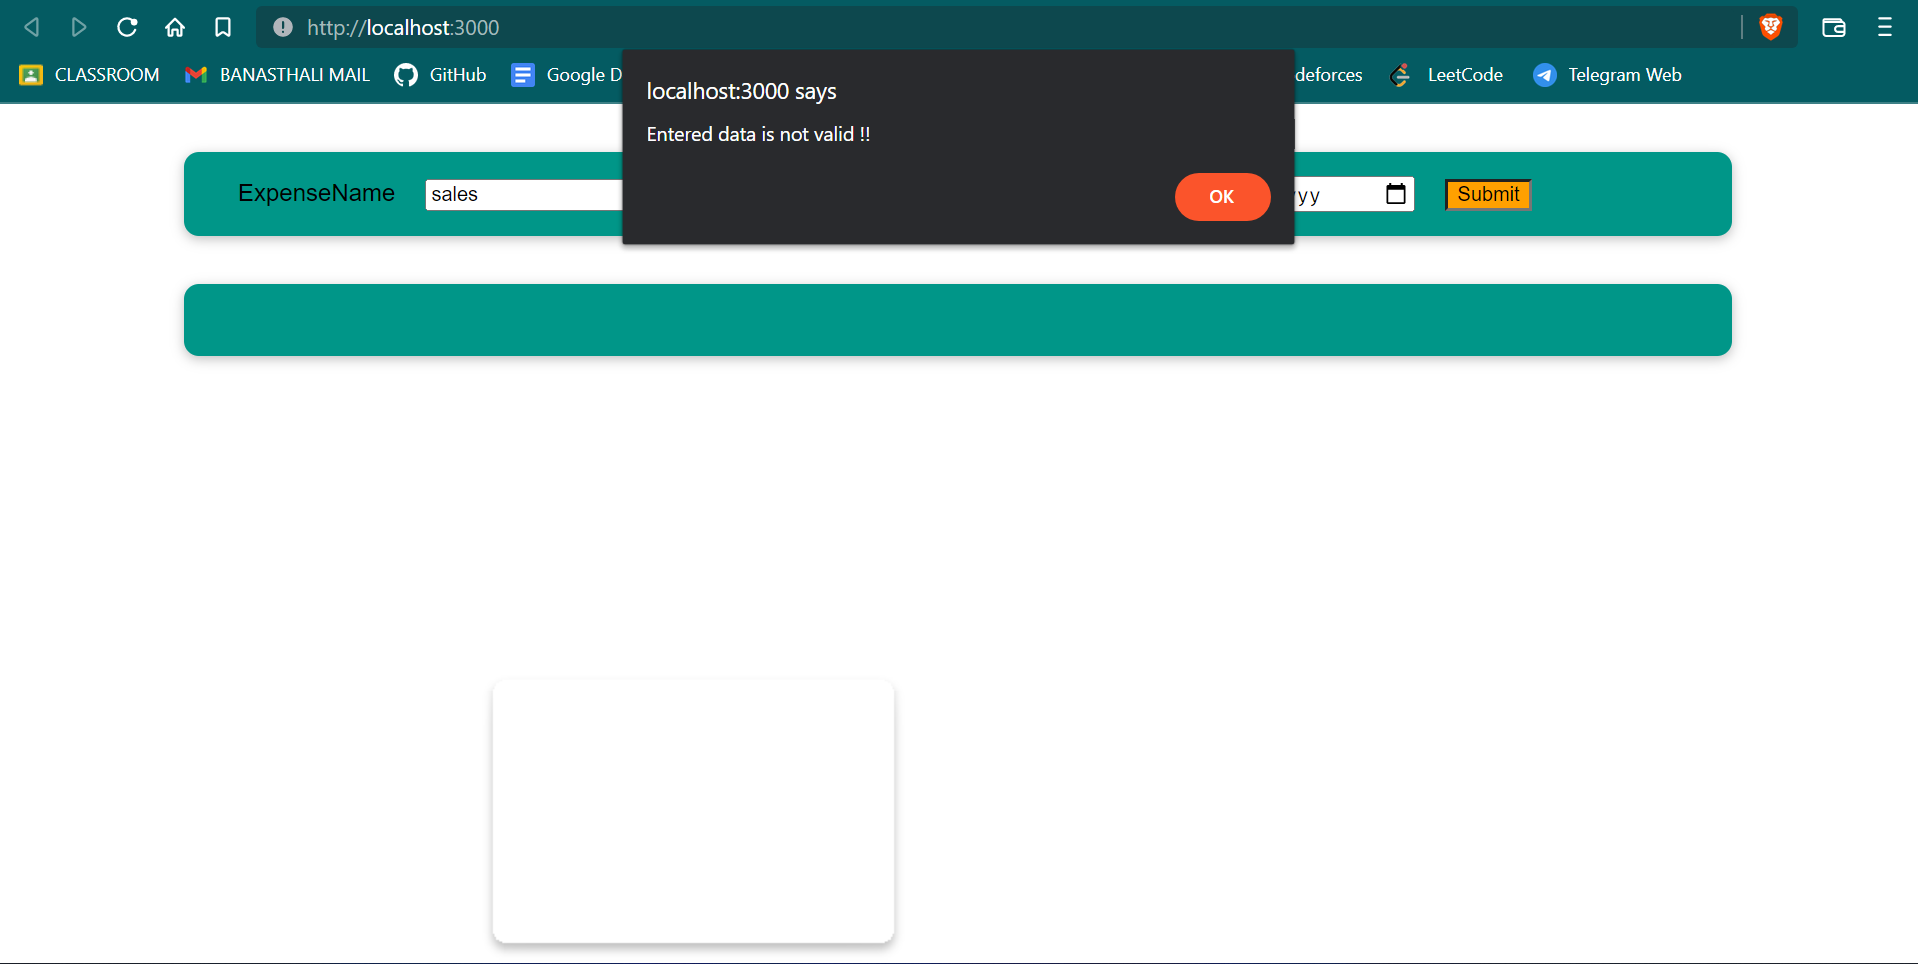 http://localhost:3000
CLASSROOM BANASTHALI MAIL GitHub Google D deforces LeetCode Telegram Web
localhost:3000 says
Entered data is not valid !!
OK
ExpenseName sales yyy Submit